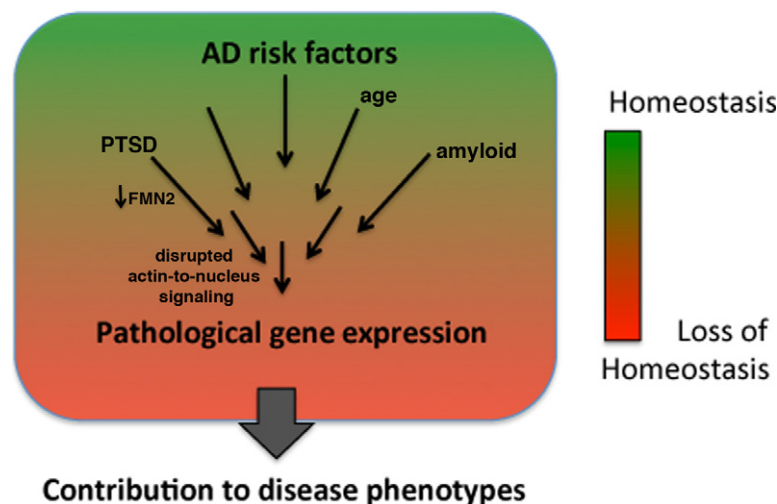 AD risk factors
Homeostasis
age
PTSD
amyloid
↓FMN2
disrupted
actin-to-nucleus
signaling
Pathological gene expression
Loss of
Homeostasis
Contribution to disease phenotypes